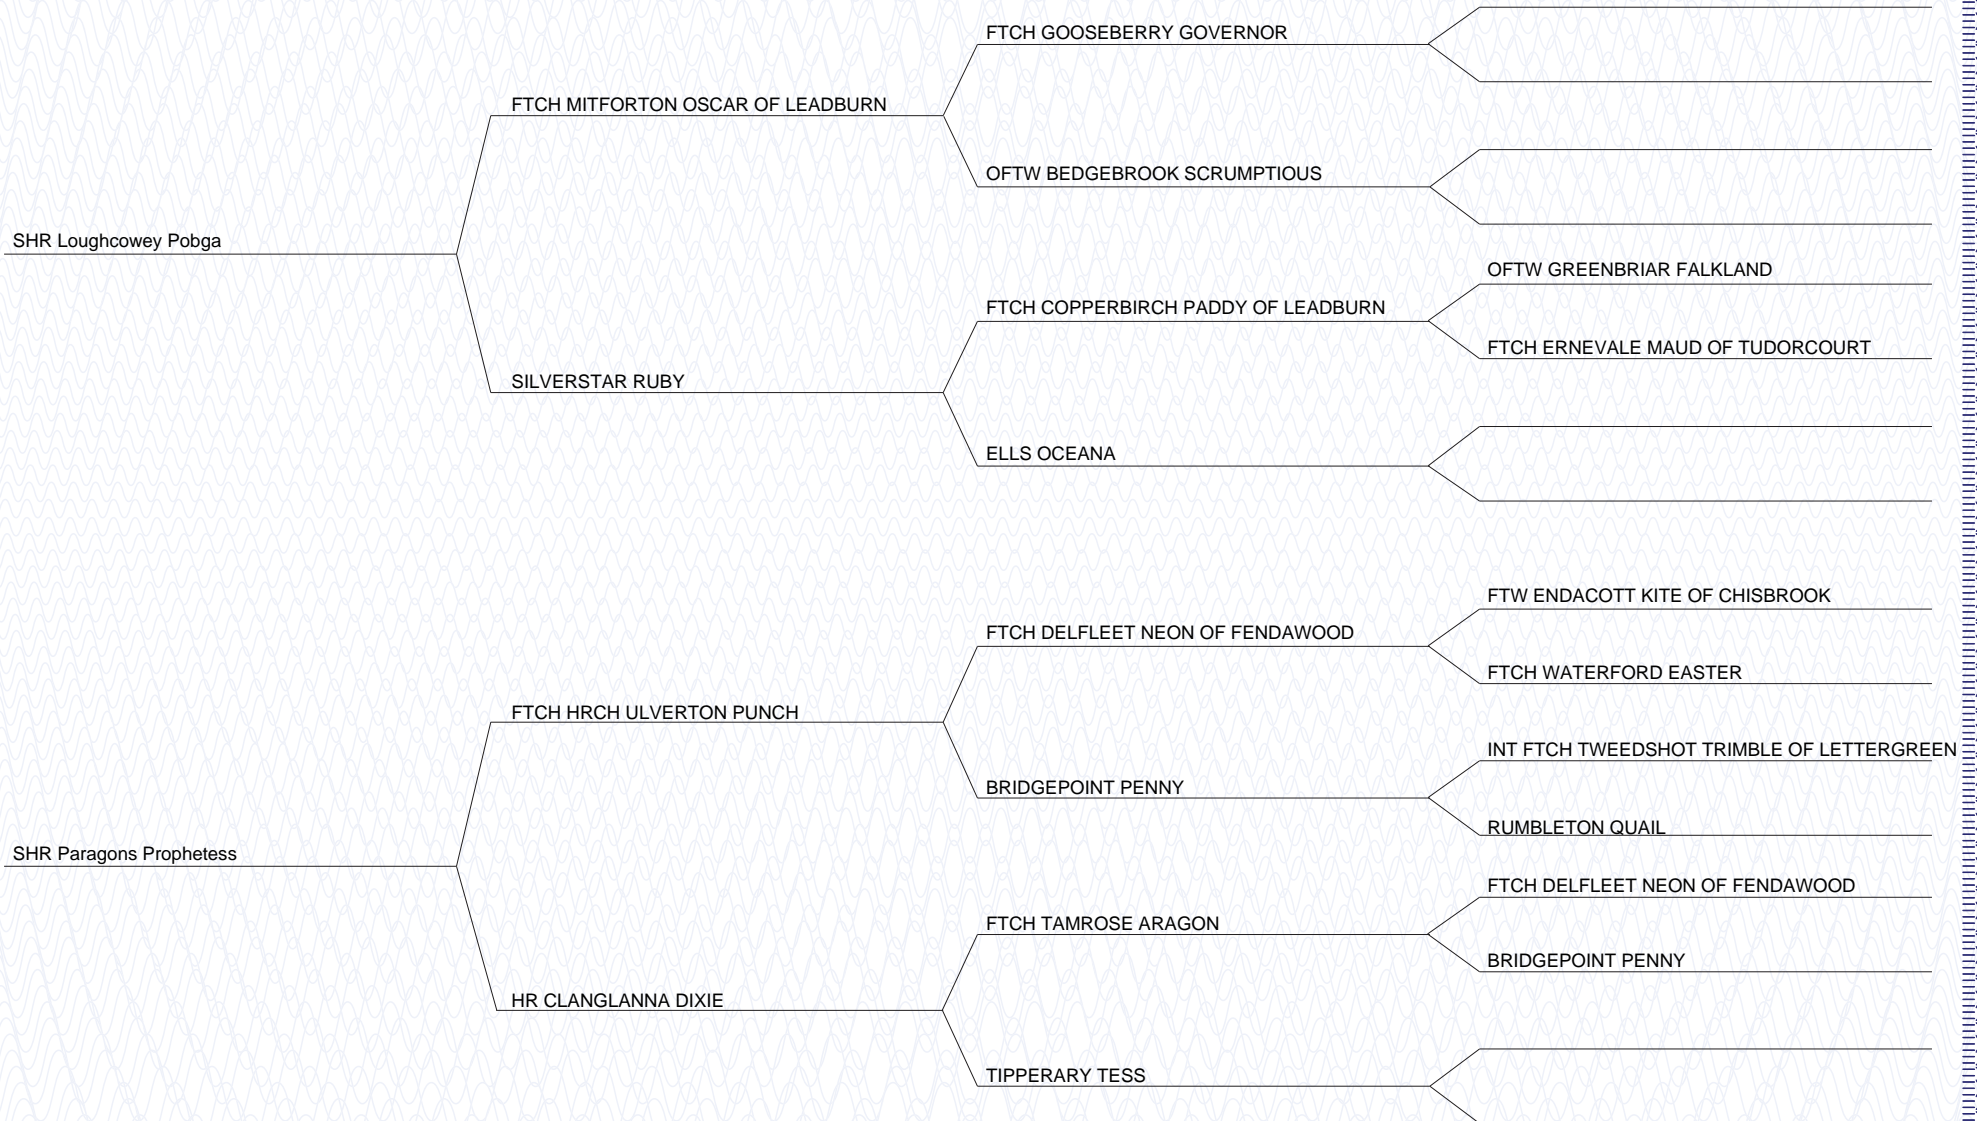 FTCH GOOSEBERRY GOVERNOR
FTCH MITFORTON OSCAR OF LEADBURN
OFTW BEDGEBROOK SCRUMPTIOUS
SHR Loughcowey Pobga
OFTW GREENBRIAR FALKLAND
FTCH COPPERBIRCH PADDY OF LEADBURN
FTCH ERNEVALE MAUD OF TUDORCOURT
SILVERSTAR RUBY
ELLS OCEANA
FTW ENDACOTT KITE OF CHISBROOK
FTCH DELFLEET NEON OF FENDAWOOD
FTCH WATERFORD EASTER
FTCH HRCH ULVERTON PUNCH
INT FTCH TWEEDSHOT TRIMBLE OF LETTERGREEN
BRIDGEPOINT PENNY
RUMBLETON QUAIL
SHR Paragons Prophetess
FTCH DELFLEET NEON OF FENDAWOOD
FTCH TAMROSE ARAGON
BRIDGEPOINT PENNY
HR CLANGLANNA DIXIE
TIPPERARY TESS